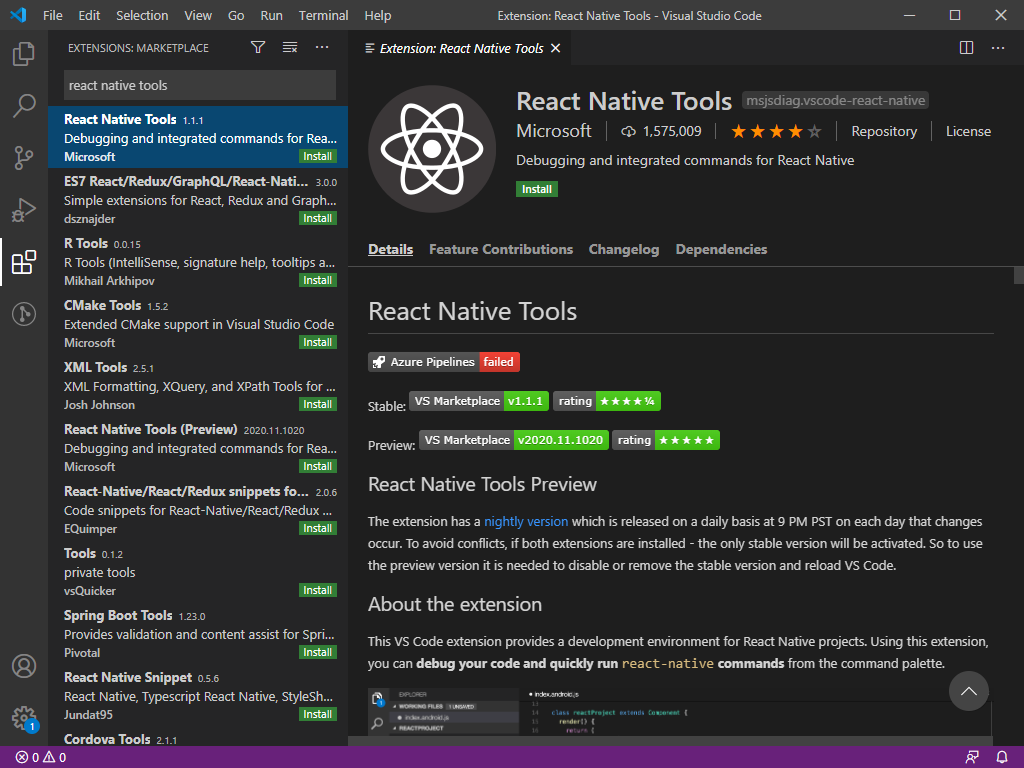 File Edit Selection View Go Run Terminal Help
Extension: React Native Tools - Visual Studio Code
EXTENSIONS: MARKETPLACE
react native tools
React Native Tools 1.1.1
Debugging and integrated commands for Rea...
Microsoft Install
ES7 React/Redux/GraphQL/React-Nati... 3.0.0
Simple extensions for React, Redux and Graph...
dsznajder Install
R Tools 0.0.15
R Tools (IntelliSense, signature help, tooltips a...
Mikhail Arkhipov Install
CMake Tools 1.5.2
Extended CMake support in Visual Studio Code
Microsoft Install
XML Tools 2.5.1
XML Formatting, XQuery, and XPath Tools for ...
Josh Johnson Install
React Native Tools (Preview) 2020.11.1020
Debugging and integrated commands for Rea...
Microsoft Install
React-Native/React/Redux snippets fo... 2.0.6
Code snippets for React-Native/React/Redux ...
EQuimper Install
Tools 0.1.2
private tools
vsQuicker Install
Spring Boot Tools 1.23.0
Provides validation and content assist for Spri...
Pivotal Install
React Native Snippet 0.5.6
React Native, Typescript React Native, StyleSh...
Jundat95 Install
Cordova Tools 2.1.1
1
Extension: React Native Tools
React Native Tools msjsdiag.vscode-react-native
Microsoft 1,575,009 ★★★★☆ Repository License
Debugging and integrated commands for React Native
Install
Details Feature Contributions Changelog Dependencies
React Native Tools
Azure Pipelines failed
Stable: VS Marketplace v1.1.1 rating ★★★★¼
Preview: VS Marketplace v2020.11.1020 rating ★★★★★
React Native Tools Preview
The extension has a nightly version which is released on a daily basis at 9 PM PST on each day that changes
occur. To avoid conflicts, if both extensions are installed - the only stable version will be activated. So to use
the preview version it is needed to disable or remove the stable version and reload VS Code.
About the extension
This VS Code extension provides a development environment for React Native projects. Using this extension,
you can debug your code and quickly run react-native commands from the command palette.
EXPLORER
WORKING FILES 1 UNSAVED
index.android.js
REACTPROJECT
index.android.js
13
14 class reactProject extends Component {
15 render() {
16 return (
0 0